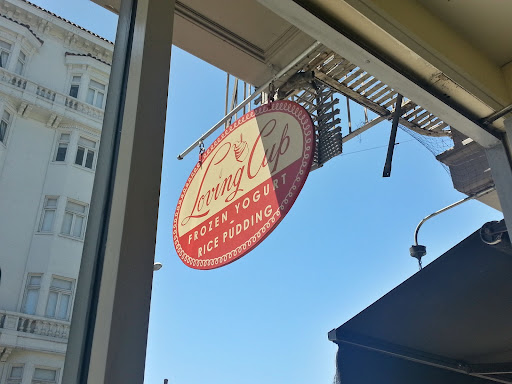 Loving Cup
FROZEN YOGURT
RICE PUDDING